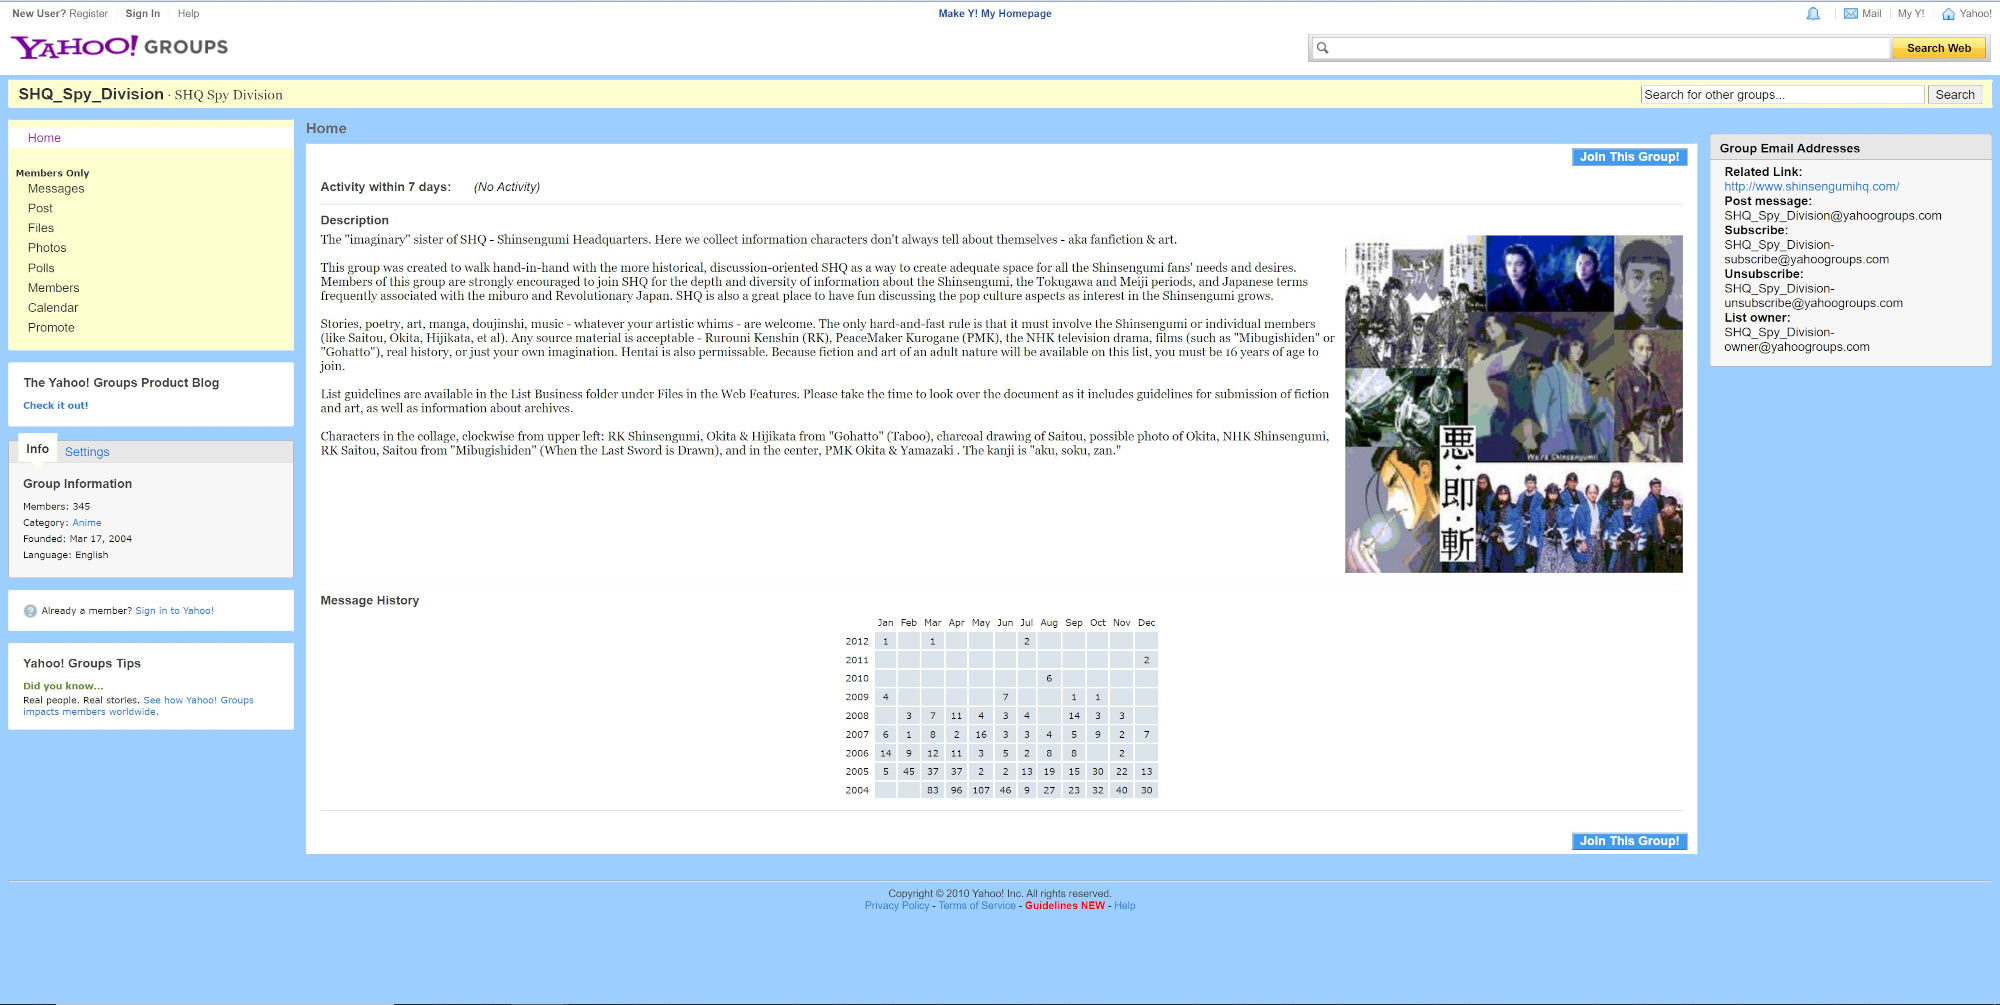 New User? Register Sign In Help Make Y! My Homepage Mail My Y! Yahoo!
YAHOO! GROUPS Search Web
SHQ_Spy_Division · SHQ Spy Division Search for other groups... Search
Home
Members Only
Messages
Post
Files
Photos
Polls
Members
Calendar
Promote
The Yahoo! Groups Product Blog
Check it out!
Info Settings
Group Information
Members: 345
Category: Anime
Founded: Mar 17, 2004
Language: English
Already a member? Sign in to Yahoo!
Yahoo! Groups Tips
Did you know...
Real people. Real stories. See how Yahoo! Groups
impacts members worldwide.
Home
Join This Group!
Activity within 7 days: (No Activity)
Description
The "imaginary" sister of SHQ - Shinsengumi Headquarters. Here we collect information characters don't always tell about themselves - aka fanfiction & art.
This group was created to walk hand-in-hand with the more historical, discussion-oriented SHQ as a way to create adequate space for all the Shinsengumi fans' needs and desires.
Members of this group are strongly encouraged to join SHQ for the depth and diversity of information about the Shinsengumi, the Tokugawa and Meiji periods, and Japanese terms
frequently associated with the miburo and Revolutionary Japan. SHQ is also a great place to have fun discussing the pop culture aspects as interest in the Shinsengumi grows.
Stories, poetry, art, manga, doujinshi, music - whatever your artistic whims - are welcome. The only hard-and-fast rule is that it must involve the Shinsengumi or individual members
(like Saitou, Okita, Hijikata, et al). Any source material is acceptable - Rurouni Kenshin (RK), PeaceMaker Kurogane (PMK), the NHK television drama, films (such as "Mibugishiden" or
"Gohatto"), real history, or just your own imagination. Hentai is also permissable. Because fiction and art of an adult nature will be available on this list, you must be 16 years of age to
join.
List guidelines are available in the List Business folder under Files in the Web Features. Please take the time to look over the document as it includes guidelines for submission of fiction
and art, as well as information about archives.
Characters in the collage, clockwise from upper left: RK Shinsengumi, Okita & Hijikata from "Gohatto" (Taboo), charcoal drawing of Saitou, possible photo of Okita, NHK Shinsengumi,
RK Saitou, Saitou from "Mibugishiden" (When the Last Sword is Drawn), and in the center, PMK Okita & Yamazaki . The kanji is "aku, soku, zan."
誠
We're Shinsengumi!
悪・即・斬
Message History
Jan Feb Mar Apr May Jun Jul Aug Sep Oct Nov Dec
2012 1 1 2
2011 2
2010 6
2009 4 7 1 1
2008 3 7 11 4 3 4 14 3 3
2007 6 1 8 2 16 3 3 4 5 9 2 7
2006 14 9 12 11 3 5 2 8 8 2
2005 5 45 37 37 2 2 13 19 15 30 22 13
2004 83 96 107 46 9 27 23 32 40 30
Join This Group!
Group Email Addresses
Related Link:
http://www.shinsengumihq.com/
Post message:
SHQ_Spy_Division@yahoogroups.com
Subscribe:
SHQ_Spy_Division-
subscribe@yahoogroups.com
Unsubscribe:
SHQ_Spy_Division-
unsubscribe@yahoogroups.com
List owner:
SHQ_Spy_Division-
owner@yahoogroups.com
Copyright © 2010 Yahoo! Inc. All rights reserved.
Privacy Policy - Terms of Service - Guidelines NEW - Help